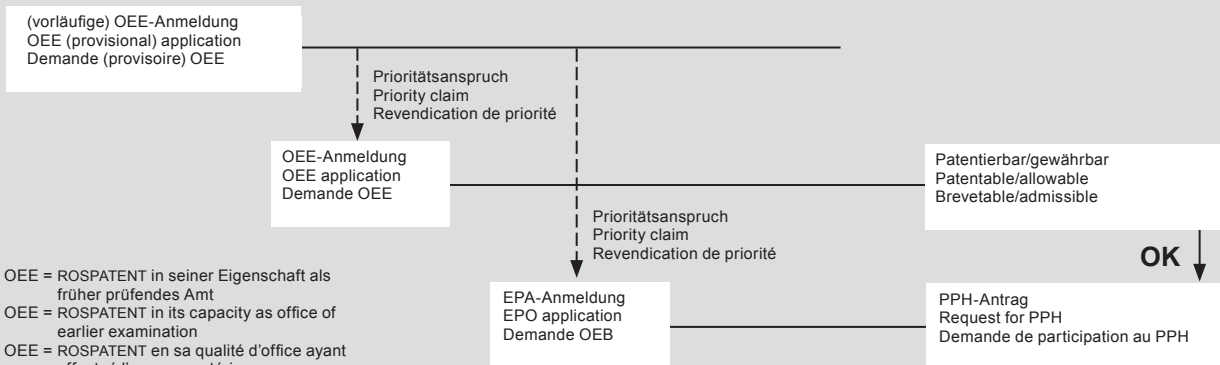 (vorläufige) OEE-Anmeldung
OEE (provisional) application
Demande (provisoire) OEE
Prioritätsanspruch
Priority claim
Revendication de priorité
OEE-Anmeldung
OEE application
Demande OEE
Patentierbar/gewährbar
Patentable/allowable
Brevetable/admissible
Prioritätsanspruch
Priority claim
Revendication de priorité
OK
OEE = ROSPATENT in seiner Eigenschaft als
früher prüfendes Amt
OEE = ROSPATENT in its capacity as office of
earlier examination
OEE = ROSPATENT en sa qualité d'office ayant
EPA-Anmeldung
EPO application
Demande OEB
PPH-Antrag
Request for PPH
Demande de participation au PPH